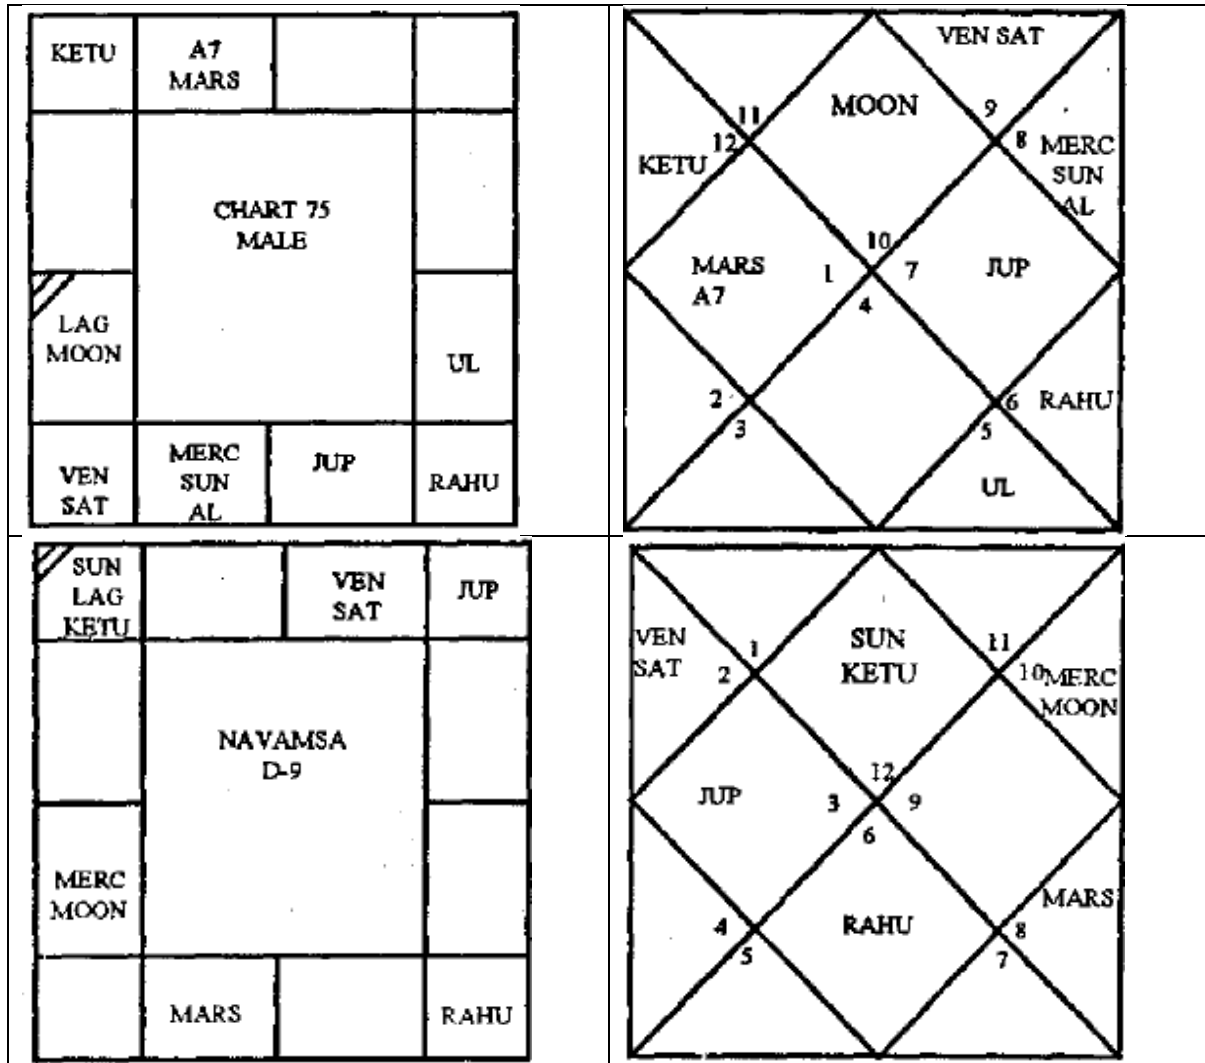 KETU
A7
MARS
CHART 75
MALE
LAG
MOON
UL
VEN
SAT
MERC
SUN
AL
JUP
RAHU
VEN SAT
MOON
11
9
12
8
KETU
MERC
SUN
AL
10
MARS
A7
1
7
JUP
4
2
6
RAHU
3
5
UL
SUN
LAG
KETU
VEN
SAT
JUP
NAVAMSA
D-9
MERC
MOON
MARS
RAHU
VEN
SAT
1
SUN
KETU
11
2
10
MERC
MOON
12
JUP
3
9
6
MARS
4
8
RAHU
5
7